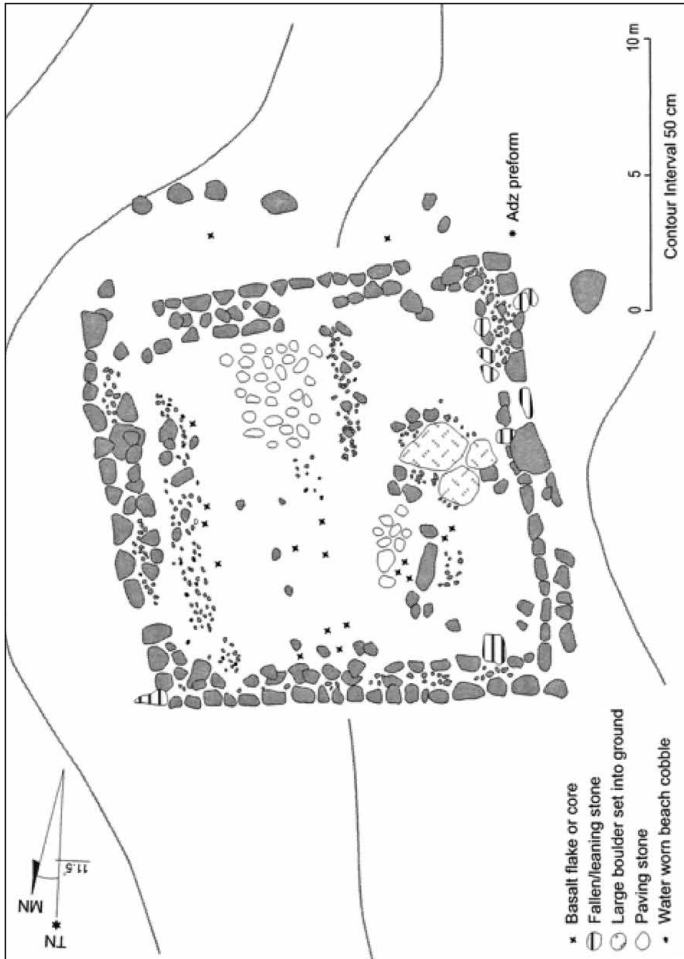 MN
TN
11.5°
Basalt flake or core
Fallen/leaning stone
Large boulder set into ground
Paving stone
Water worn beach cobble
Adz preform
0 5 10 m
Contour Interval 50 cm